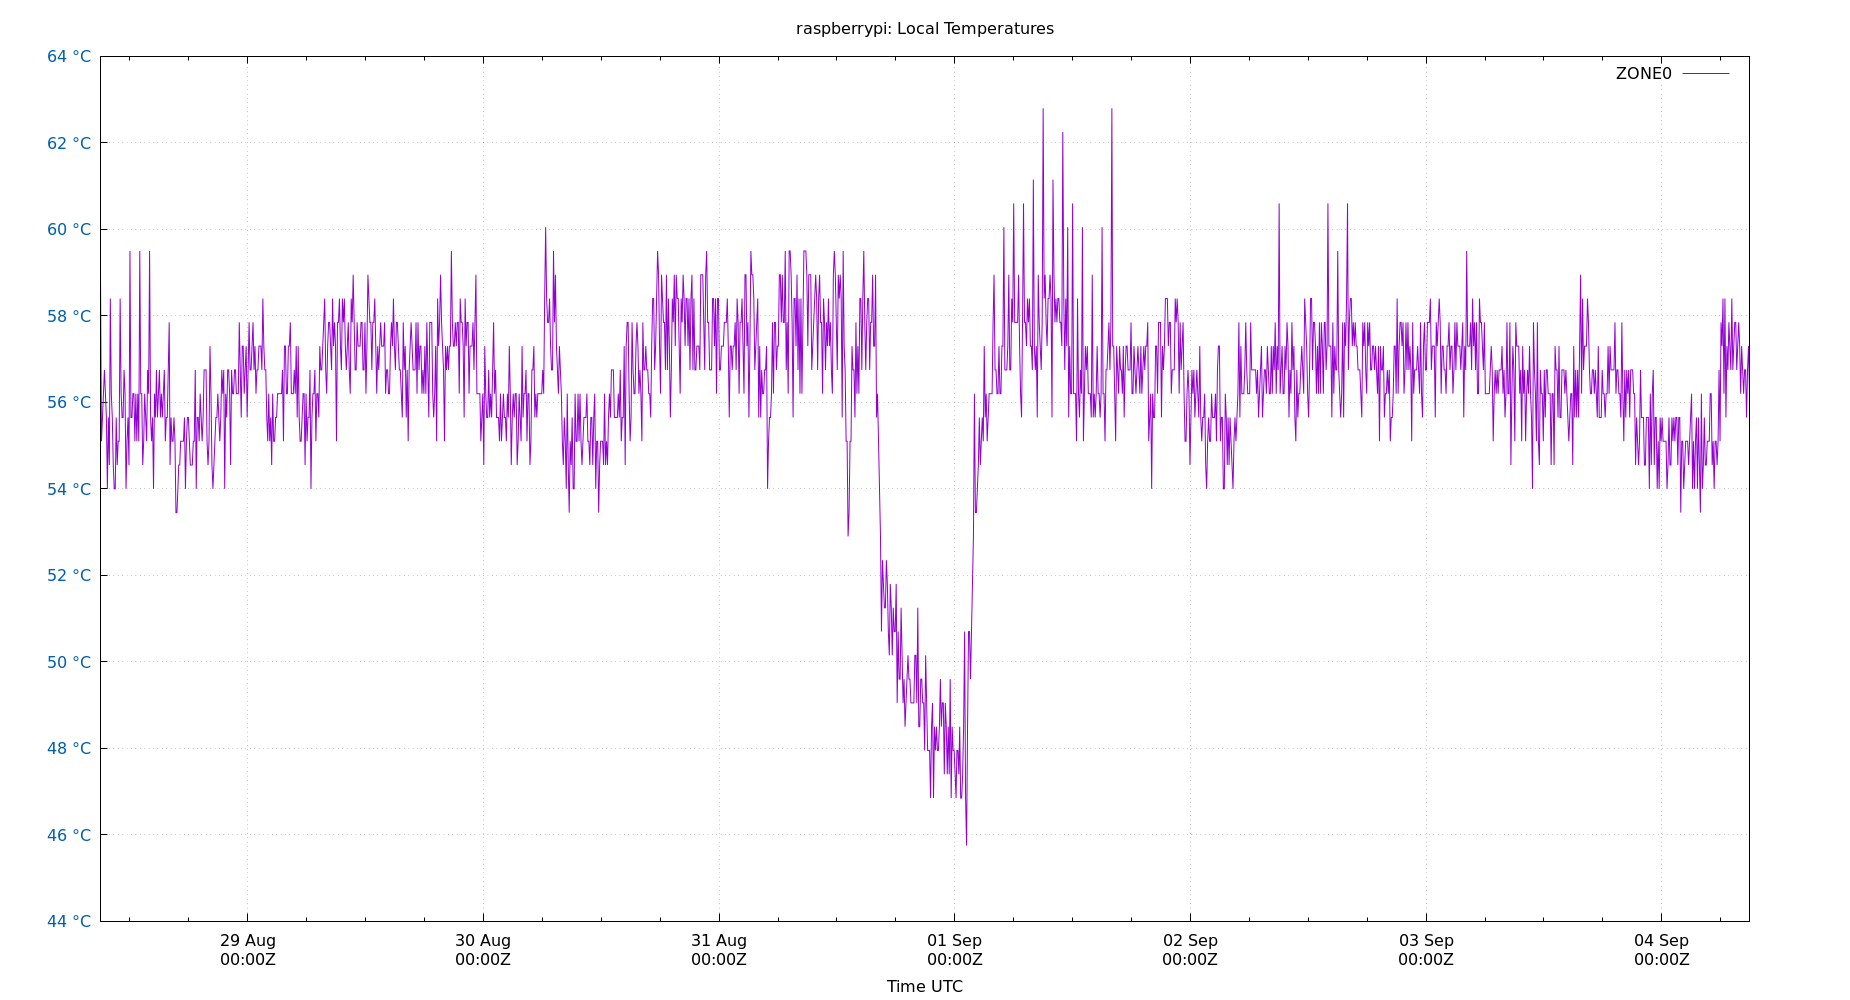 raspberrypi: Local Temperatures
64 °C
ZONE0
62 °C
60 °C
58 °C
56 °C
54 °C
52 °C
50 °C
48 °C
46 °C
44 °C
29 Aug 30 Aug 31 Aug 01 Sep 02 Sep 03 Sep 04 Sep
00:00Z 00:00Z 00:00Z 00:00Z 00:00Z 00:00Z 00:00Z
Time UTC